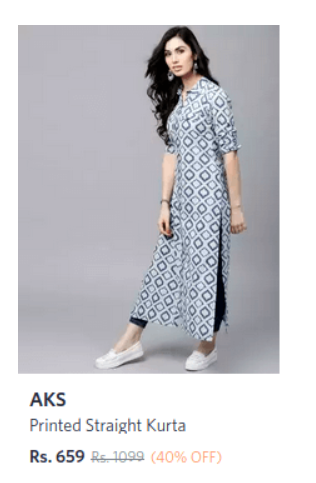 AKS
Printed Straight Kurta
Rs. 659 Rs. 1099 (40% OFF)